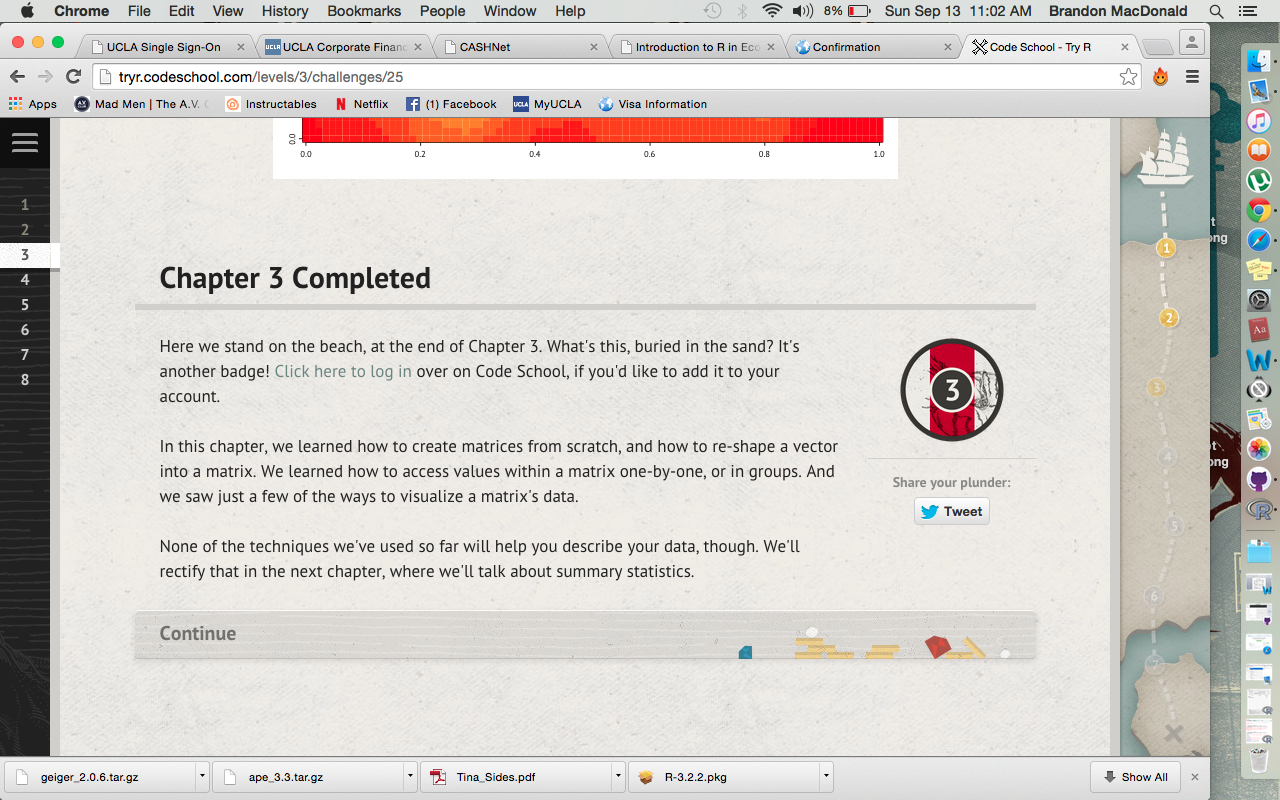 Chrome File Edit View History Bookmarks People Window Help 8% Sun Sep 13 11:02 AM Brandon MacDonald
UCLA Single Sign-On UCLA Corporate Financ CASHNet Introduction to R in Eco Confirmation Code School - Try R
tryr.codeschool.com/levels/3/challenges/25
Apps Mad Men | The A.V. C Instructables Netflix (1) Facebook UCLA MyUCLA Visa Information
0.0
0.0 0.2 0.4 0.6 0.8 1.0
1
2
3
4
5
6
7
8
Chapter 3 Completed
Here we stand on the beach, at the end of Chapter 3. What's this, buried in the sand? It's
another badge! Click here to log in over on Code School, if you'd like to add it to your
account.
In this chapter, we learned how to create matrices from scratch, and how to re-shape a vector
into a matrix. We learned how to access values within a matrix one-by-one, or in groups. And
we saw just a few of the ways to visualize a matrix's data.
None of the techniques we've used so far will help you describe your data, though. We'll
rectify that in the next chapter, where we'll talk about summary statistics.
3
Share your plunder:
Tweet
Continue
1
2
3
4
5
6
7
geiger_2.0.6.tar.gz ape_3.3.tar.gz Tina_Sides.pdf R-3.2.2.pkg Show All